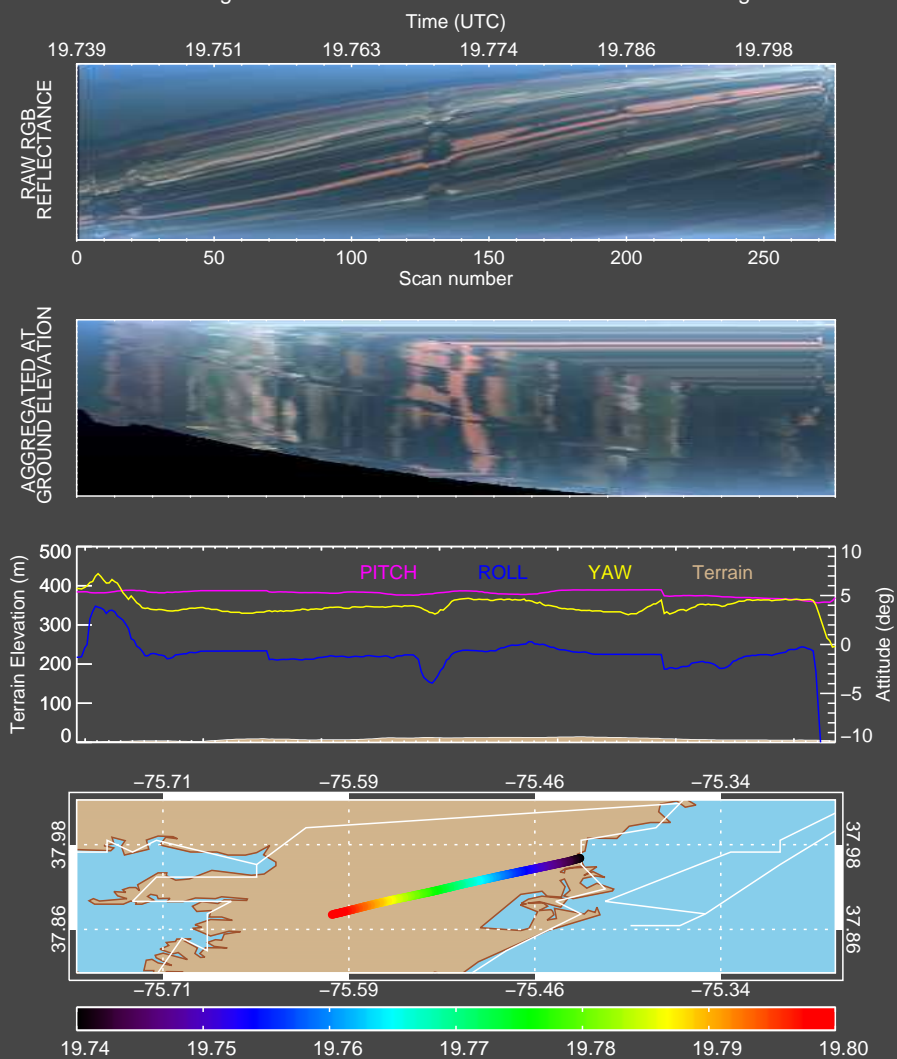 Time (UTC)
19.739 19.751 19.763 19.774 19.786 19.798
RAW RGB
REFLECTANCE
0 50 100 150 200 250
Scan number
AGGREGATED AT
GROUND ELEVATION
Terrain Elevation (m)
500 400 300 200 100 0
PITCH ROLL YAW Terrain
10 5 0 −5 −10
Attitude (deg)
−75.71 −75.59 −75.46 −75.34
37.98 37.98
37.86 37.86
−75.71 −75.59 −75.46 −75.34
19.74 19.75 19.76 19.77 19.78 19.79 19.80